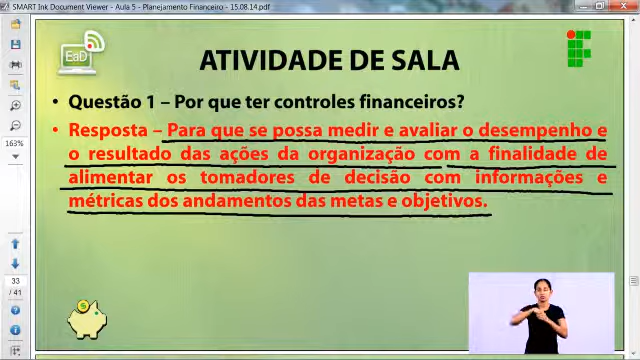 SMART Ink Document Viewer - Aula 5 - Planejamento Financeiro - 15.08.14.pdf
EaD
ATIVIDADE DE SALA
• Questão 1 – Por que ter controles financeiros?
• Resposta – Para que se possa medir e avaliar o desempenho e
o resultado das ações da organização com a finalidade de
alimentar os tomadores de decisão com informações e
métricas dos andamentos das metas e objetivos.
163%
33
/ 41